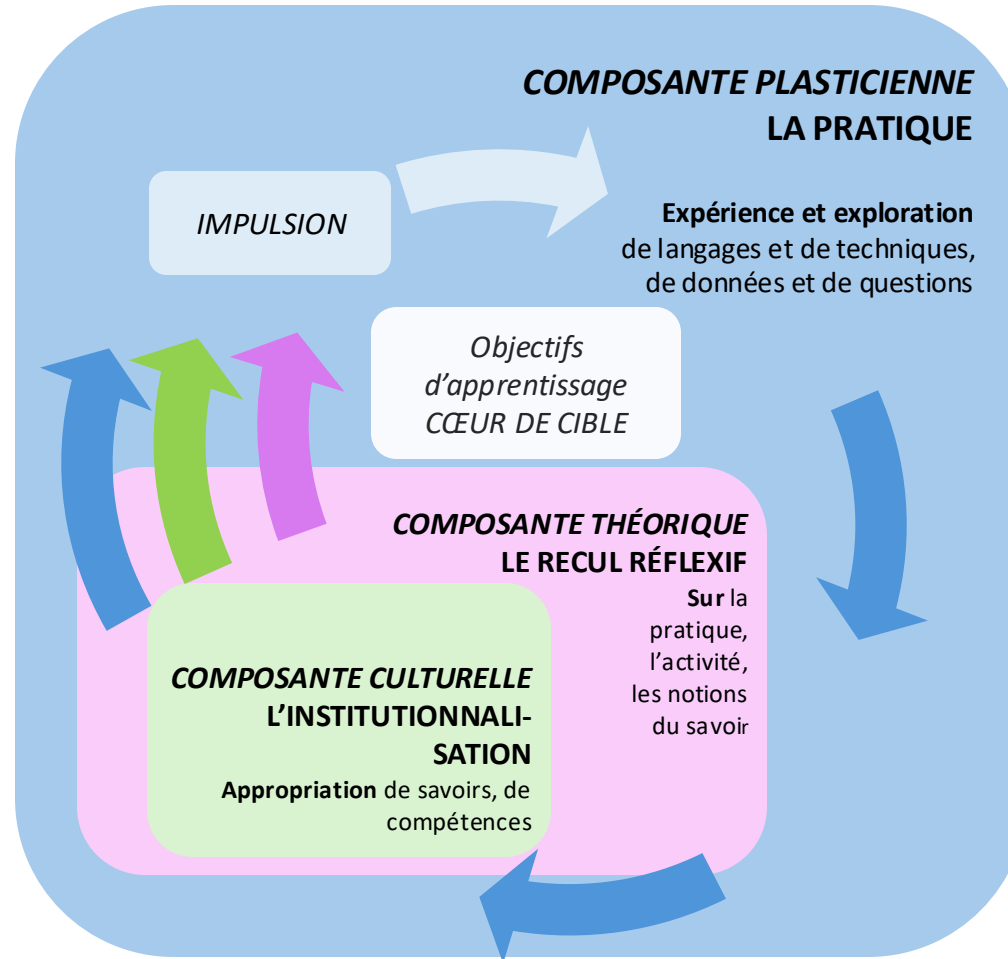 COMPOSANTE PLASTICIENNE
LA PRATIQUE
IMPULSION
Expérience et exploration
de langages et de techniques,
de données et de questions
Objectifs
d’apprentissage
CŒUR DE CIBLE
COMPOSANTE THÉORIQUE
LE RECUL RÉFLEXIF
Sur la
pratique,
l’activité,
les notions
du savoir
COMPOSANTE CULTURELLE
L’INSTITUTIONNALI-
SATION
Appropriation de savoirs, de
compétences